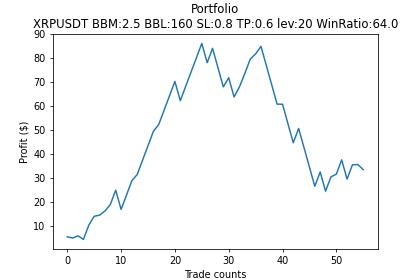 Portfolio
XRPUSDT BBM:2.5 BBL:160 SL:0.8 TP:0.6 lev:20 WinRatio:64.0
90
80
70
60
50
40
30
20
10
Profit ($)
0 10 20 30 40 50
Trade counts